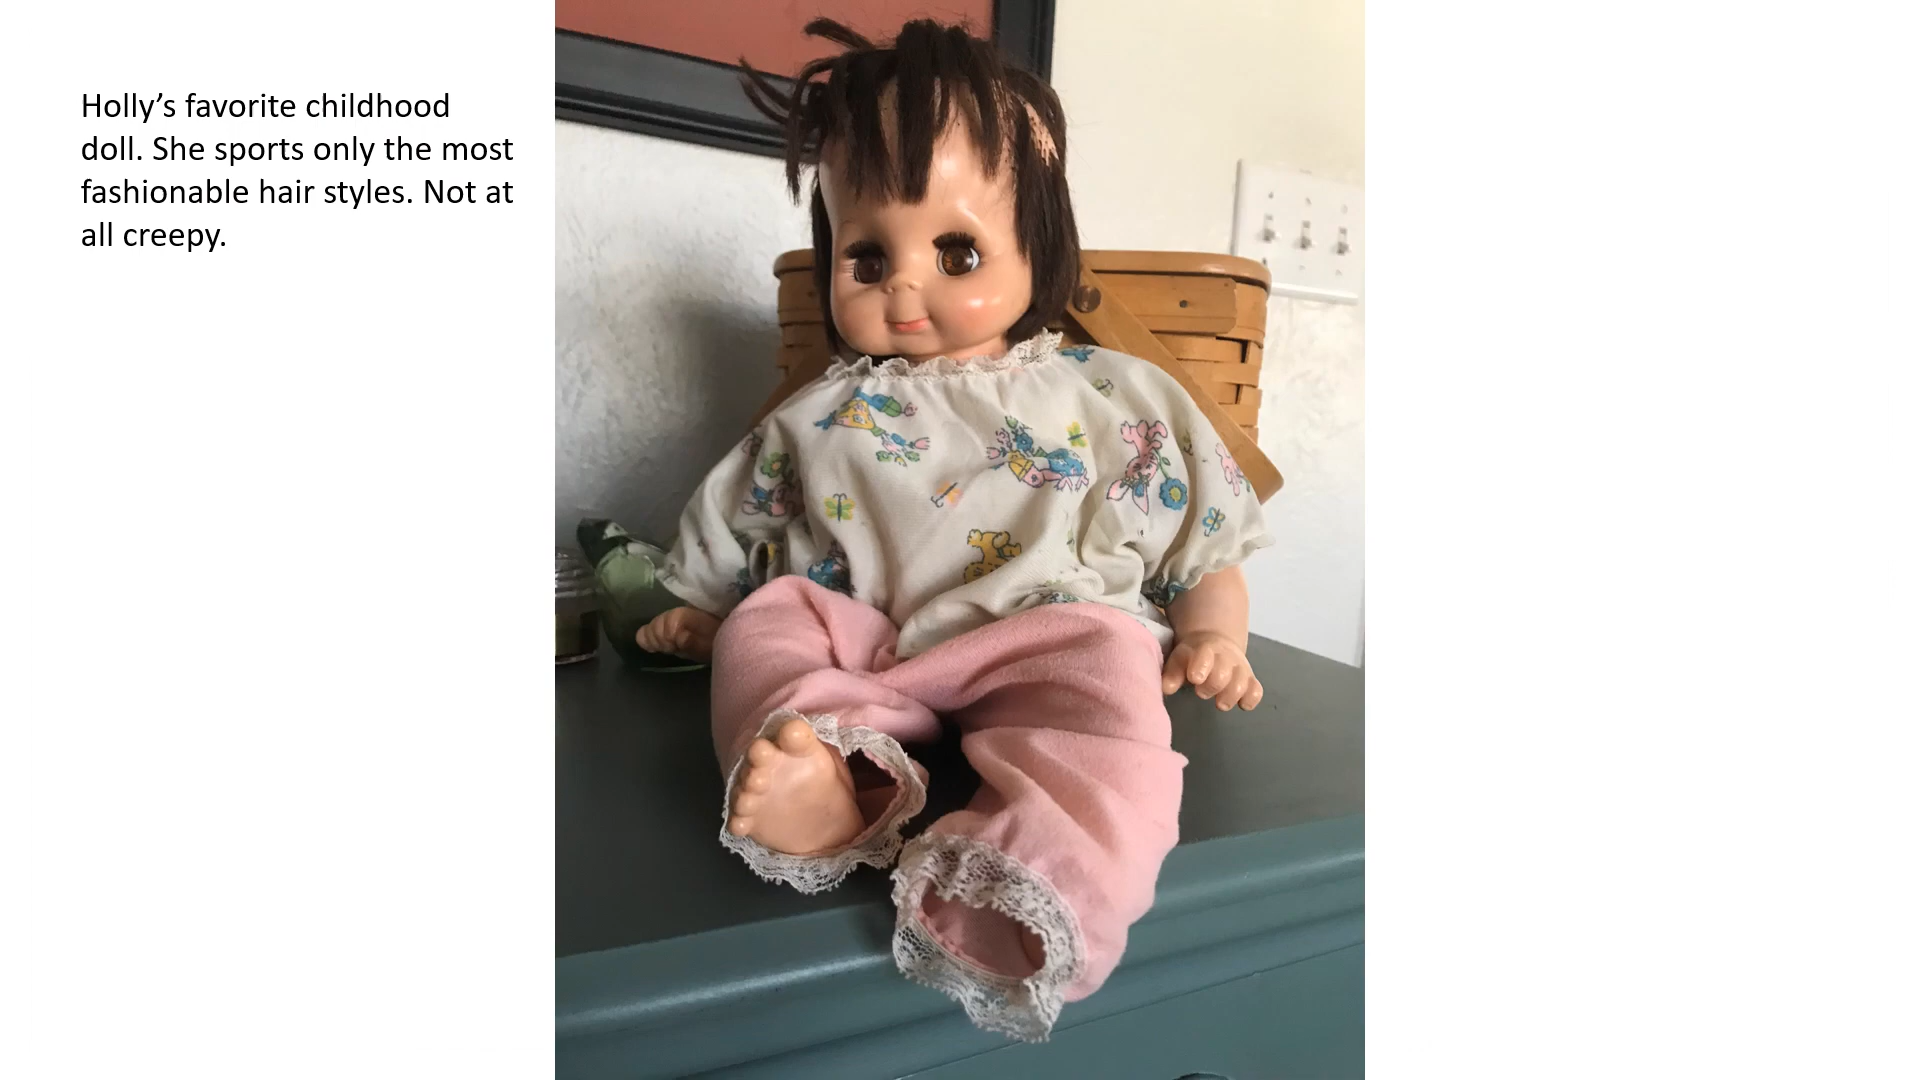 Holly’s favorite childhood
doll. She sports only the most
fashionable hair styles. Not at
all creepy.